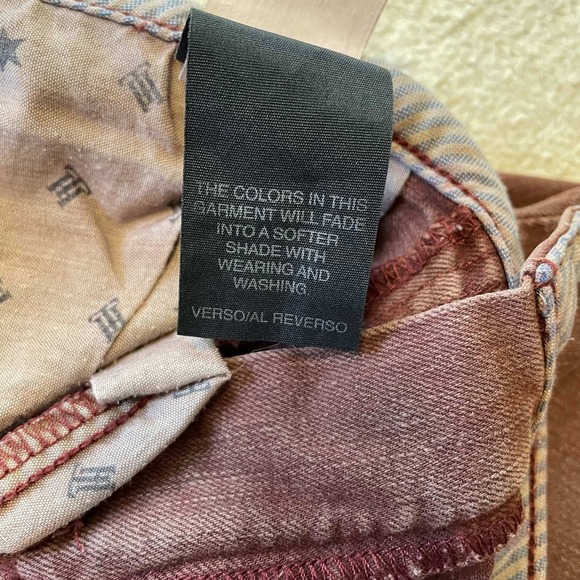 THE COLORS IN THIS
GARMENT WILL FADE
INTO A SOFTER
SHADE WITH
WEARING AND
WASHING.
VERSO/AL REVERSO